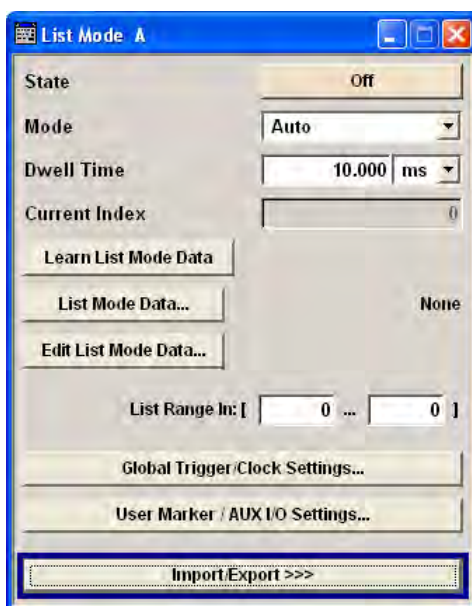 List Mode A
State Off
Mode Auto
Dwell Time 10.000 ms
Current Index 0
Learn List Mode Data
List Mode Data... None
Edit List Mode Data...
List Range In: [ 0 ... 0 ]
Global Trigger/Clock Settings...
User Marker / AUX I/O Settings...
Import/Export >>>